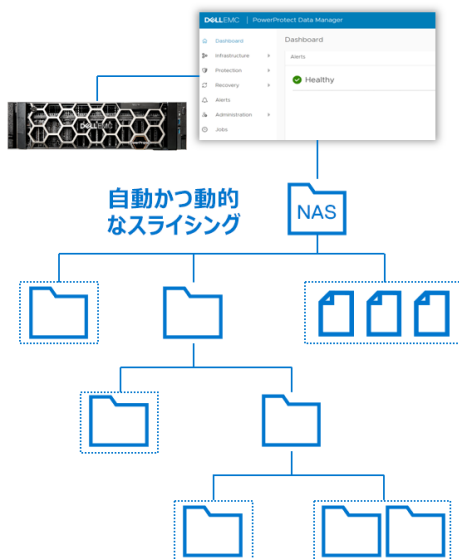 DELLEMC | PowerProtect Data Manager
Dashboard
Infrastructure
Protection
Recovery
Alerts
Administration
Jobs
Dashboard
Alerts
Healthy
DELLEMC
自動かつ動的
なスライシング
NAS